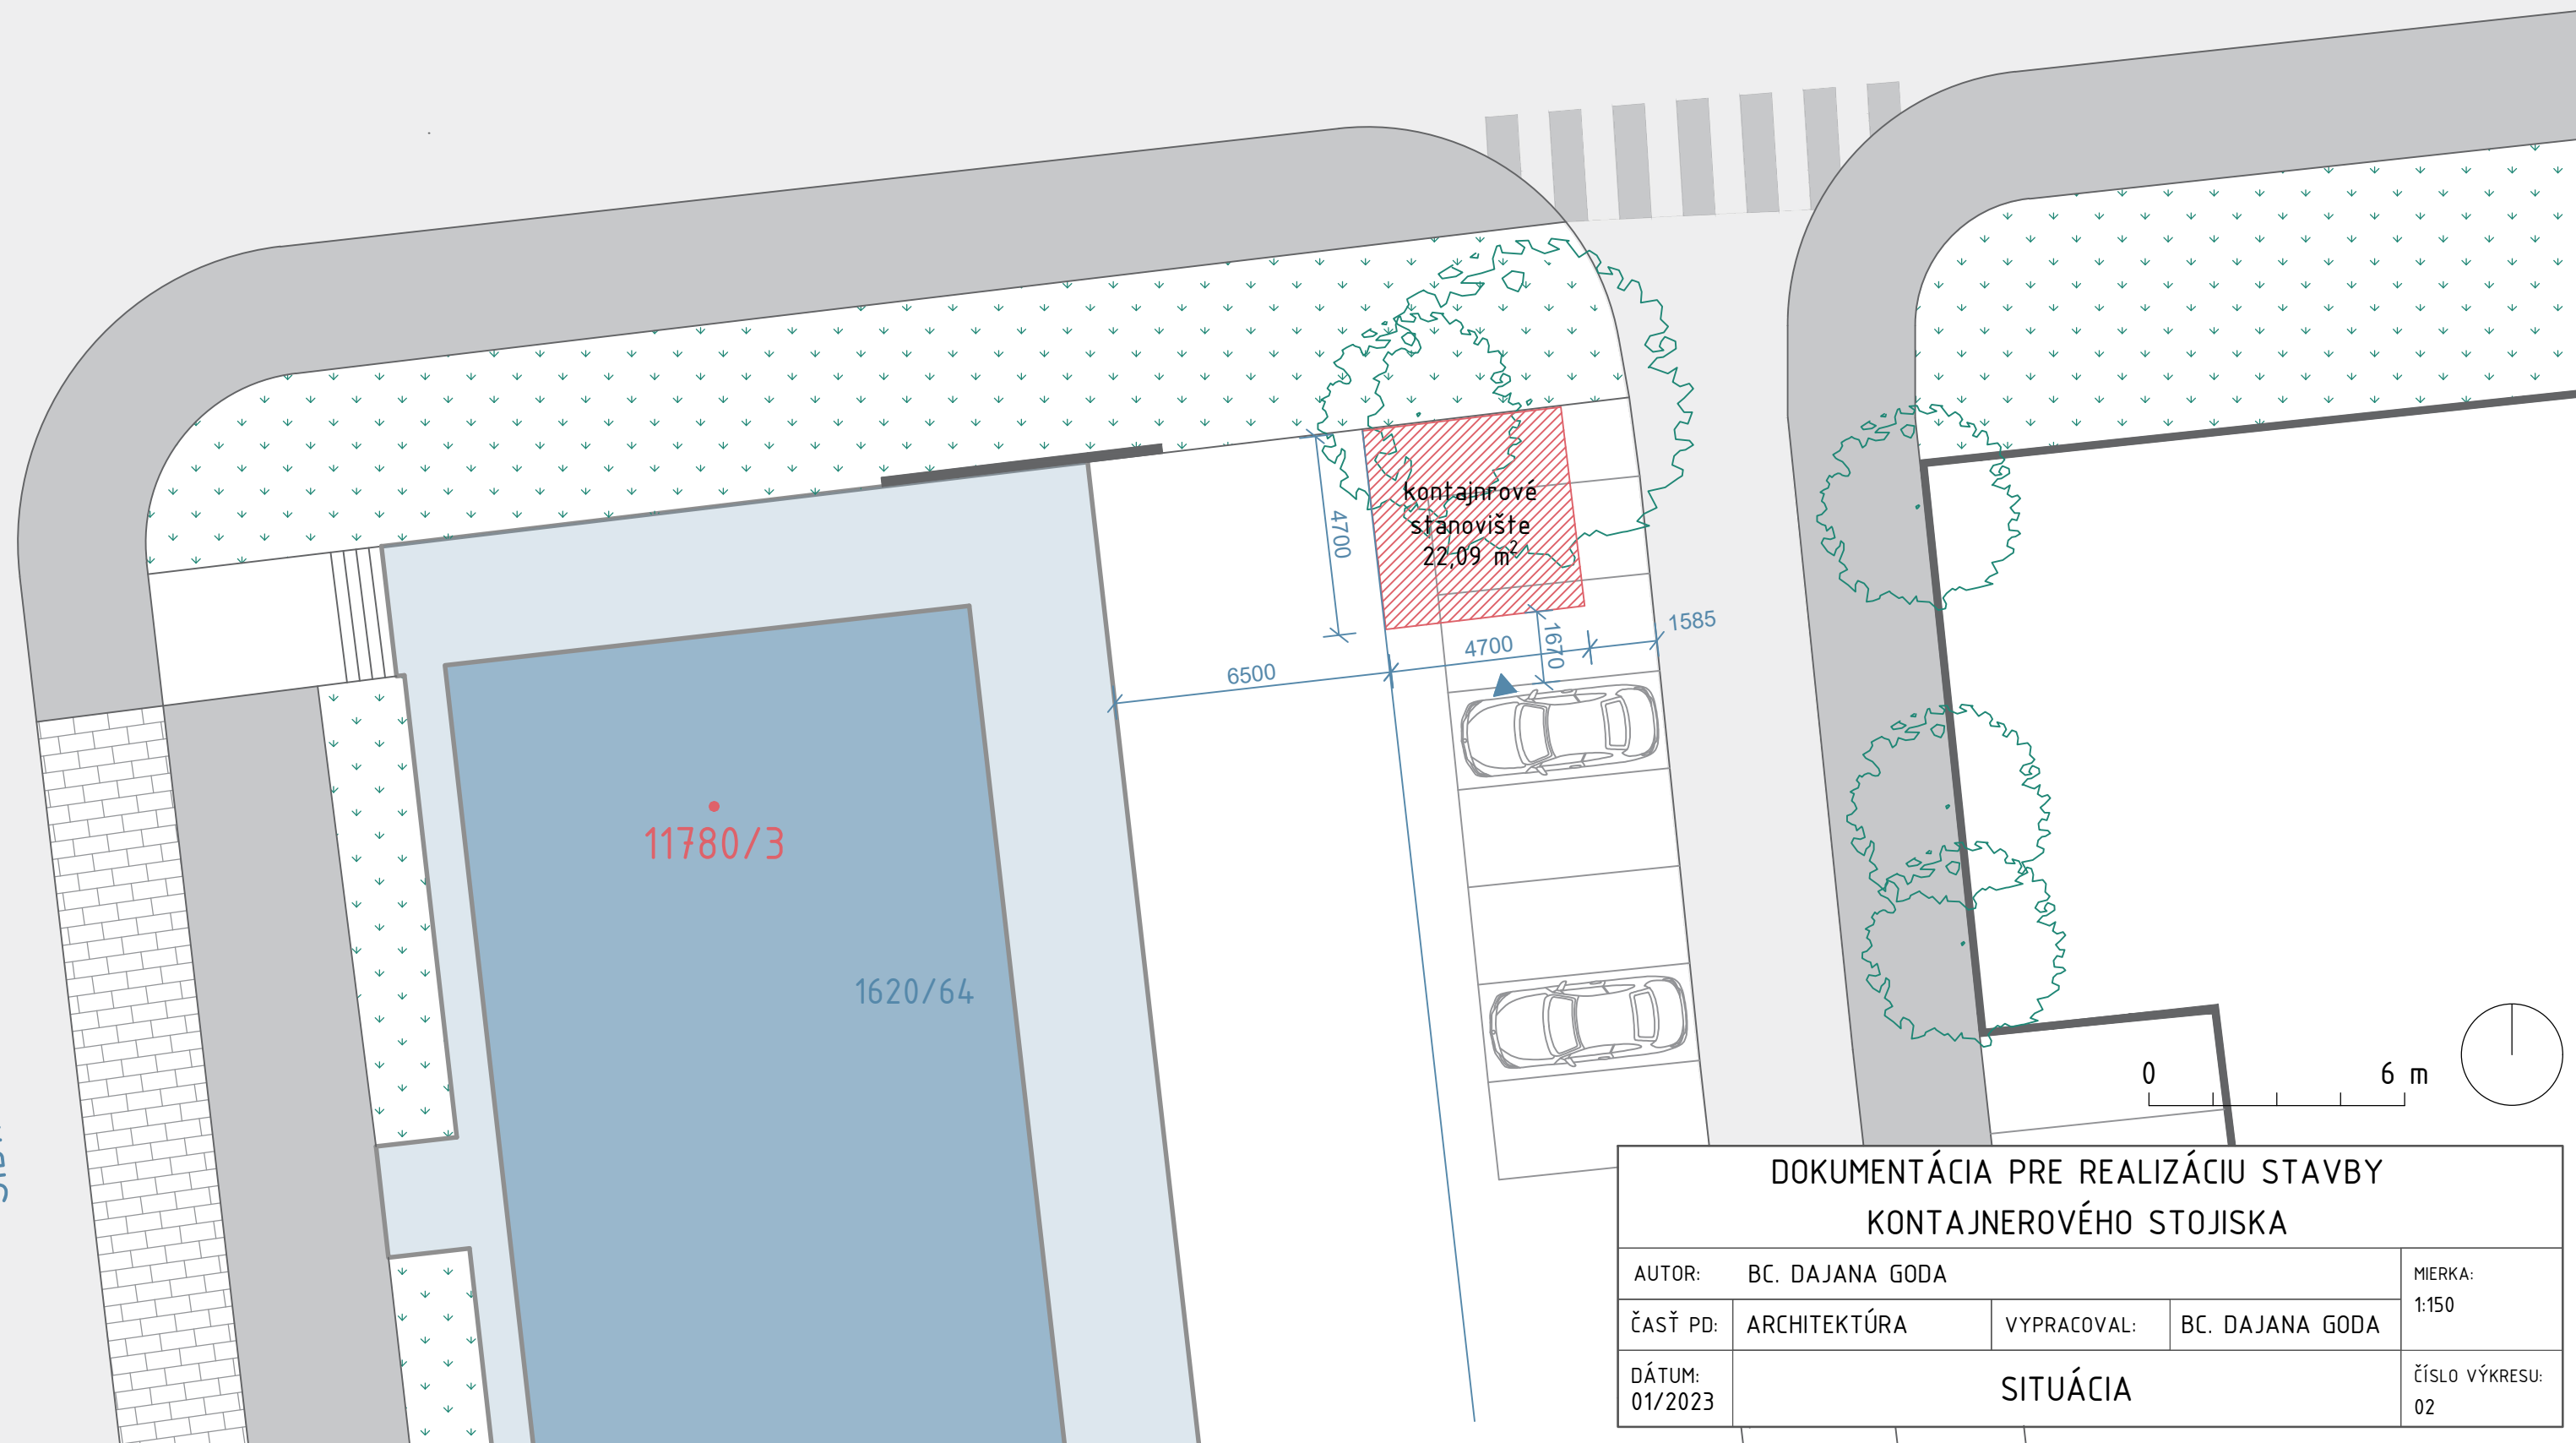 kontajnrové
stanovište
22,09 m²
4700
1585
1670
4700
6500
11780/3
1620/64
0 6 m
DOKUMENTÁCIA PRE REALIZÁCIU STAVBY
KONTAJNEROVÉHO STOJISKA
AUTOR: BC. DAJANA GODA
MIERKA:
1:150
ČASŤ PD: ARCHITEKTÚRA VYPRACOVAL: BC. DAJANA GODA
DÁTUM:
01/2023
SITUÁCIA
ČÍSLO VÝKRESU:
02